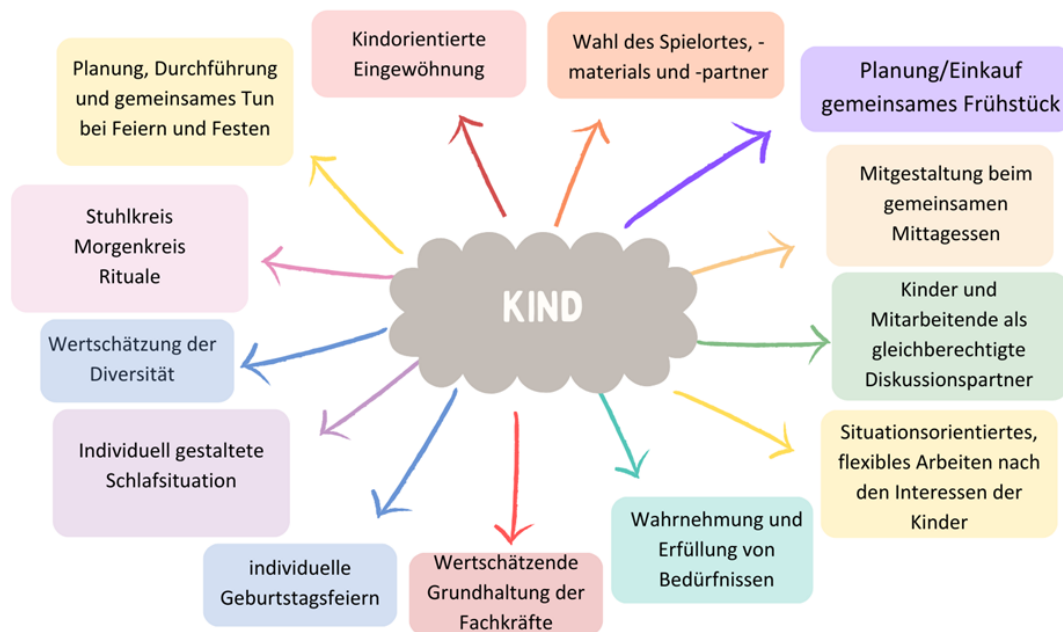 Kindorientierte
Eingewöhnung
Wahl des Spielortes, -
materials und -partner
Planung/Einkauf
gemeinsames Frühstück
Planung, Durchführung
und gemeinsames Tun
bei Feiern und Festen
Mitgestaltung beim
gemeinsamen
Mittagessen
Stuhlkreis
Morgenkreis
Rituale
KIND
Kinder und
Mitarbeitende als
gleichberechtigte
Diskussionspartner
Wertschätzung der
Diversität
Individuell gestaltete
Schlafsituation
Situationsorientiertes,
flexibles Arbeiten nach
den Interessen der
Kinder
individuelle
Geburtstagsfeiern
Wertschätzende
Grundhaltung der
Fachkräfte
Wahrnehmung und
Erfüllung von
Bedürfnissen